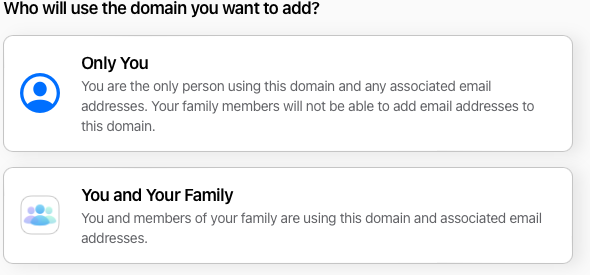 Who will use the domain you want to add?
Only You
You are the only person using this domain and any associated email
addresses. Your family members will not be able to add email addresses to
this domain.
You and Your Family
You and members of your family are using this domain and associated email
addresses.